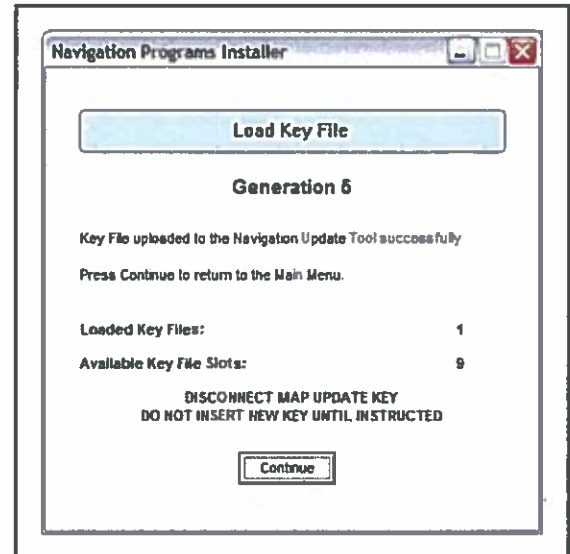 Navigation Programs Installer
Load Key File
Generation 5
Key File uploaded to the Navigation Update Tool successfully
Press Continue to return to the Main Menu.
Loaded Key Files: 1
Available Key File Slots: 9
DISCONNECT MAP UPDATE KEY
DO NOT INSERT NEW KEY UNTIL INSTRUCTED
Continue